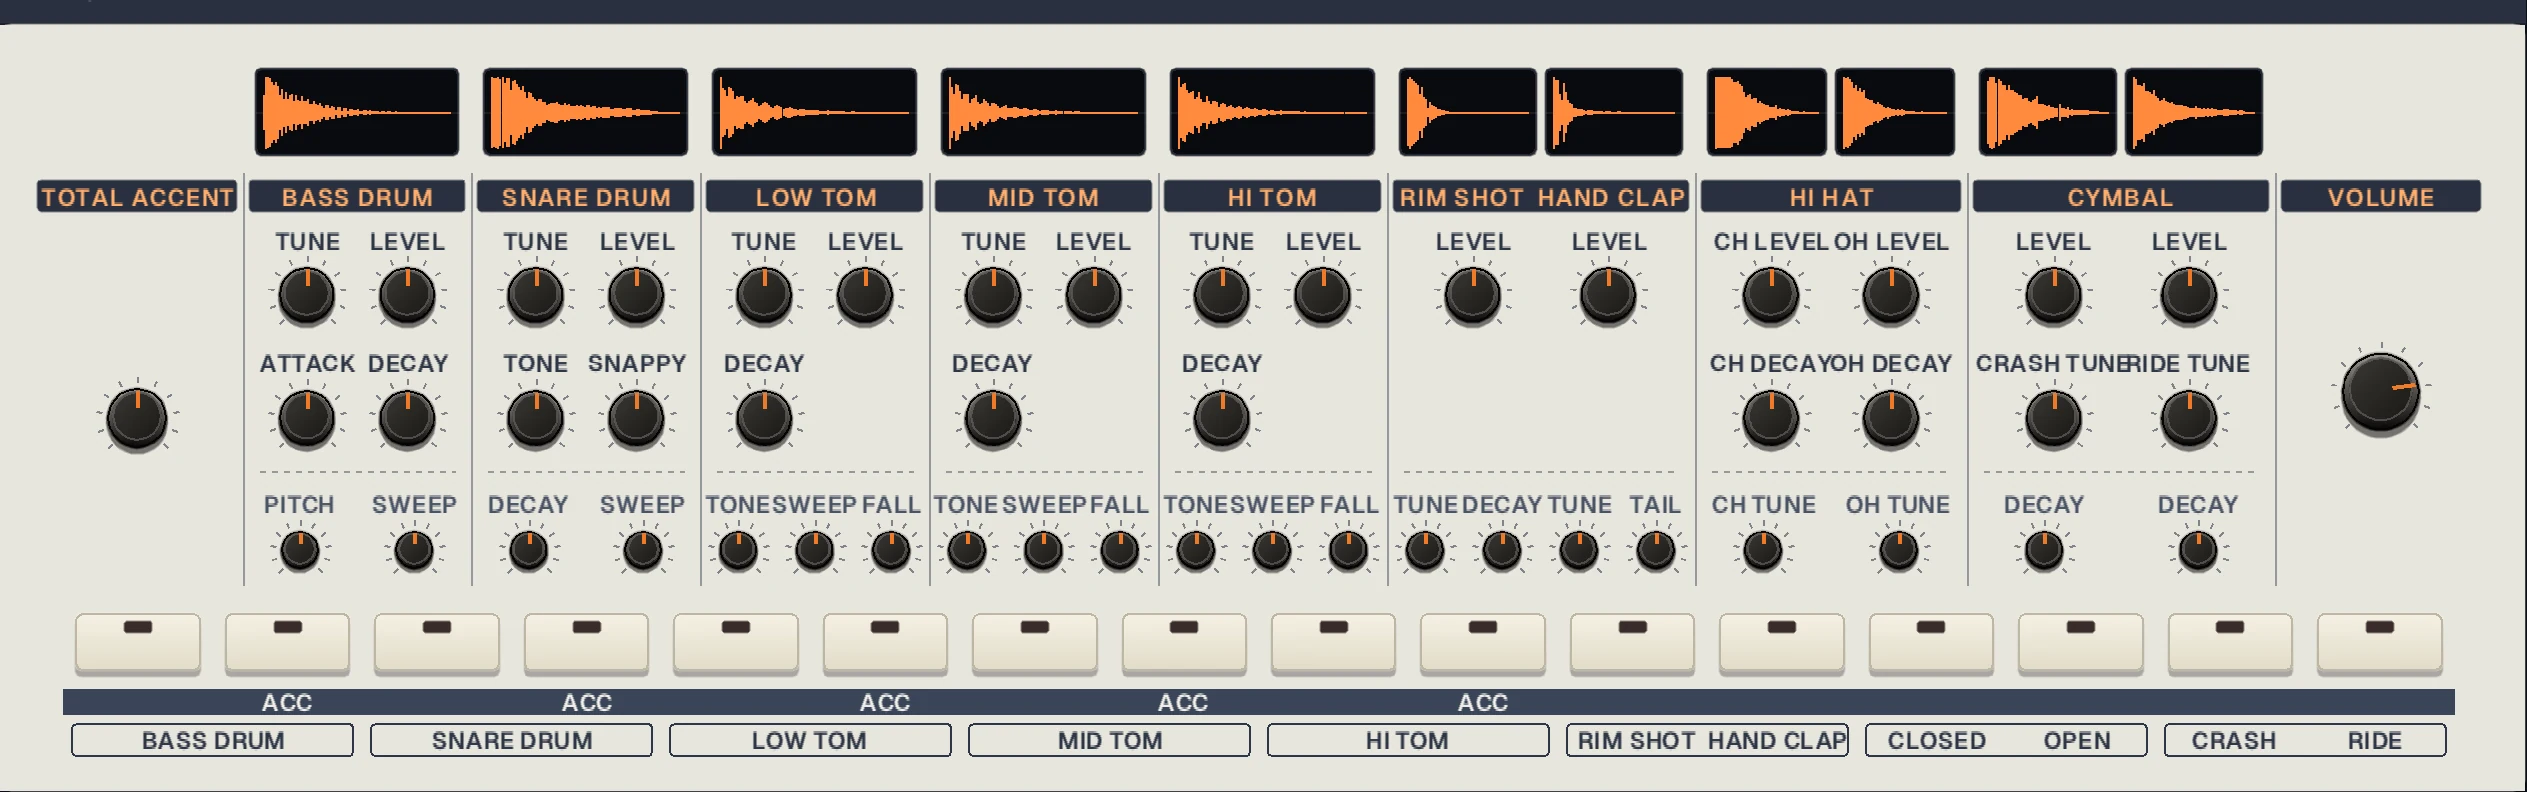 TOTAL ACCENT BASS DRUM SNARE DRUM LOW TOM MID TOM HI TOM RIM SHOT HAND CLAP HI HAT CYMBAL VOLUME
TUNE LEVEL TUNE LEVEL TUNE LEVEL TUNE LEVEL TUNE LEVEL LEVEL LEVEL CH LEVEL OH LEVEL LEVEL LEVEL
ATTACK DECAY TONE SNAPPY DECAY DECAY DECAY CH DECAY OH DECAY CRASH TUNE RIDE TUNE
PITCH SWEEP DECAY SWEEP TONE SWEEP FALL TONE SWEEP FALL TONE SWEEP FALL TUNE DECAY TUNE TAIL CH TUNE OH TUNE DECAY DECAY
ACC ACC ACC ACC ACC
BASS DRUM SNARE DRUM LOW TOM MID TOM HI TOM RIM SHOT HAND CLAP CLOSED OPEN CRASH RIDE